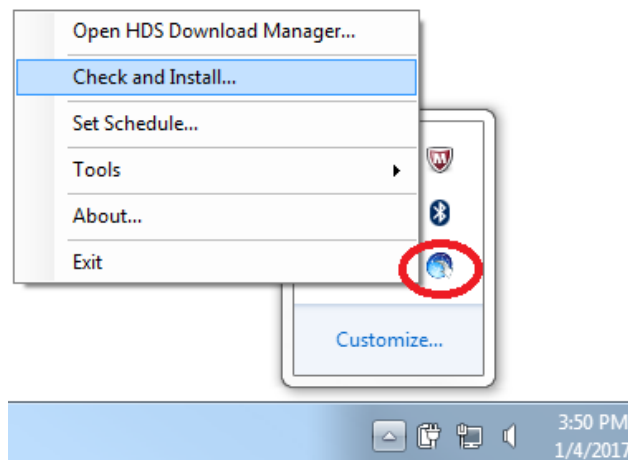 Open HDS Download Manager...
Check and Install...
Set Schedule...
Tools
About...
Exit
Customize...
3:50 PM
1/4/2017